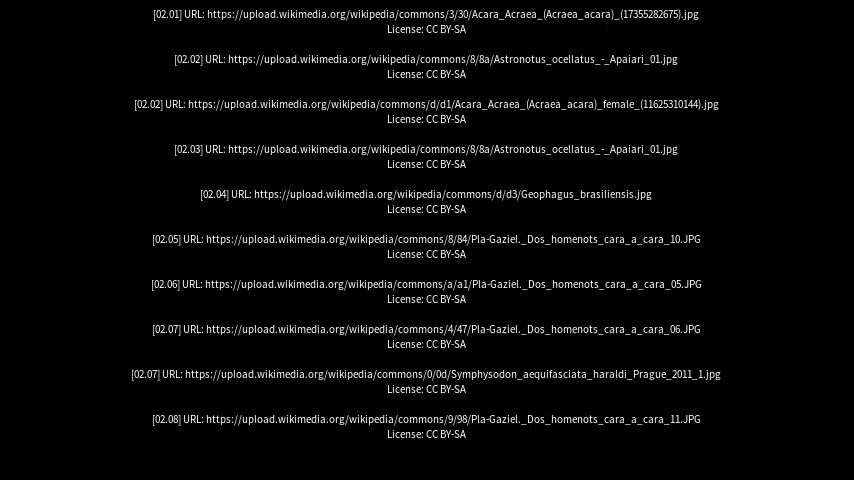 [02.01] URL: https://upload.wikimedia.org/wikipedia/commons/3/30/Acara_Acraea_(Acraea_acara)_(17355282675).jpg
License: CC BY-SA
[02.02] URL: https://upload.wikimedia.org/wikipedia/commons/8/8a/Astronotus_ocellatus_-_Apaiari_01.jpg
License: CC BY-SA
[02.02] URL: https://upload.wikimedia.org/wikipedia/commons/d/d1/Acara_Acraea_(Acraea_acara)_female_(11625310144).jpg
License: CC BY-SA
[02.03] URL: https://upload.wikimedia.org/wikipedia/commons/8/8a/Astronotus_ocellatus_-_Apaiari_01.jpg
License: CC BY-SA
[02.04] URL: https://upload.wikimedia.org/wikipedia/commons/d/d3/Geophagus_brasiliensis.jpg
License: CC BY-SA
[02.05] URL: https://upload.wikimedia.org/wikipedia/commons/8/84/Pla-Gaziel._Dos_homenots_cara_a_cara_10.JPG
License: CC BY-SA
[02.06] URL: https://upload.wikimedia.org/wikipedia/commons/a/a1/Pla-Gaziel._Dos_homenots_cara_a_cara_05.JPG
License: CC BY-SA
[02.07] URL: https://upload.wikimedia.org/wikipedia/commons/4/47/Pla-Gaziel._Dos_homenots_cara_a_cara_06.JPG
License: CC BY-SA
[02.07] URL: https://upload.wikimedia.org/wikipedia/commons/0/0d/Symphysodon_aequifasciata_haraldi_Prague_2011_1.jpg
License: CC BY-SA
[02.08] URL: https://upload.wikimedia.org/wikipedia/commons/9/98/Pla-Gaziel._Dos_homenots_cara_a_cara_11.JPG
License: CC BY-SA